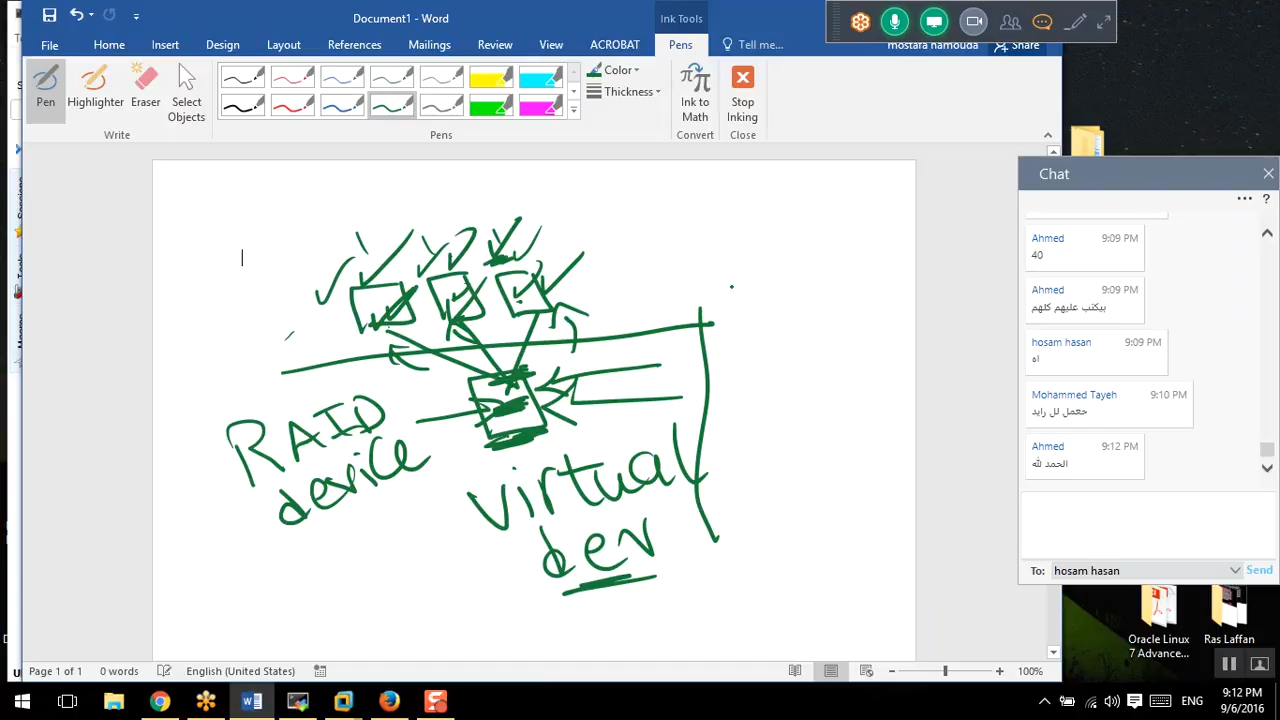 Document1 - Word
Ink Tools
File
Home
Insert
Design
Layout
References
Mailings
Review
View
ACROBAT
Pens
Tell me...
mostafa hamouda
Share
Pen
Highlighter
Eraser
Select
Objects
Color
Thickness
Ink to
Math
Stop
Inking
Write
Pens
Convert
Close
RAID
device
virtual
dev
Chat
Ahmed 9:09 PM
40
Ahmed 9:09 PM
بيكتب عليهم كلهم
hosam hasan 9:09 PM
اه
Mohammed Tayeh 9:10 PM
حعمل لل رايد
Ahmed 9:12 PM
الحمد لله
To: hosam hasan
Send
Oracle Linux
7 Advance...
Ras Laffan
Page 1 of 1
0 words
English (United States)
100%
ENG
9:12 PM
9/6/2016